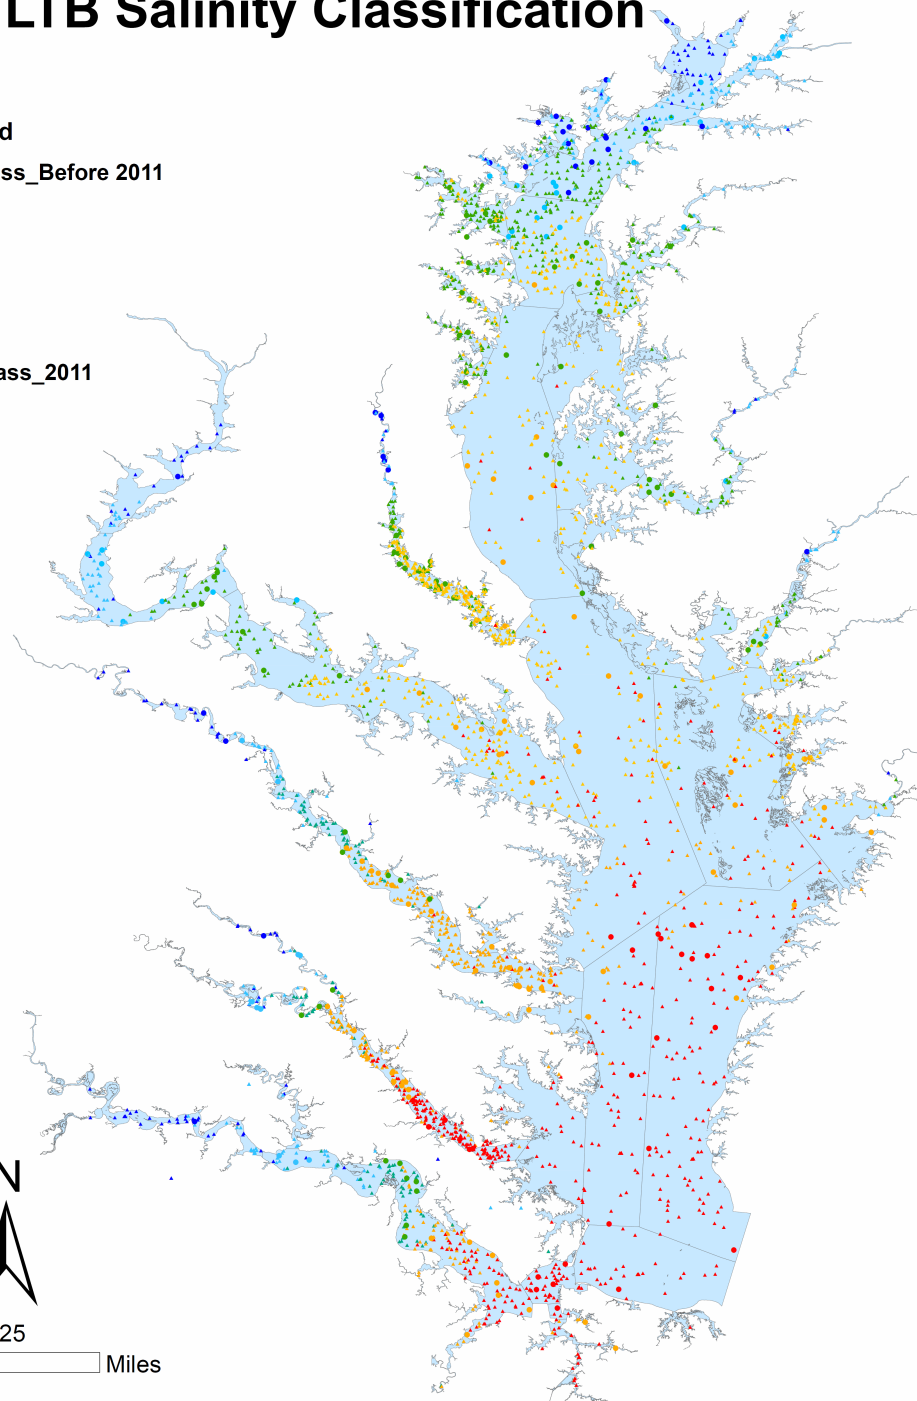 LTB Salinity Classification
d
ss_Before 2011
ass_2011
N
25
Miles